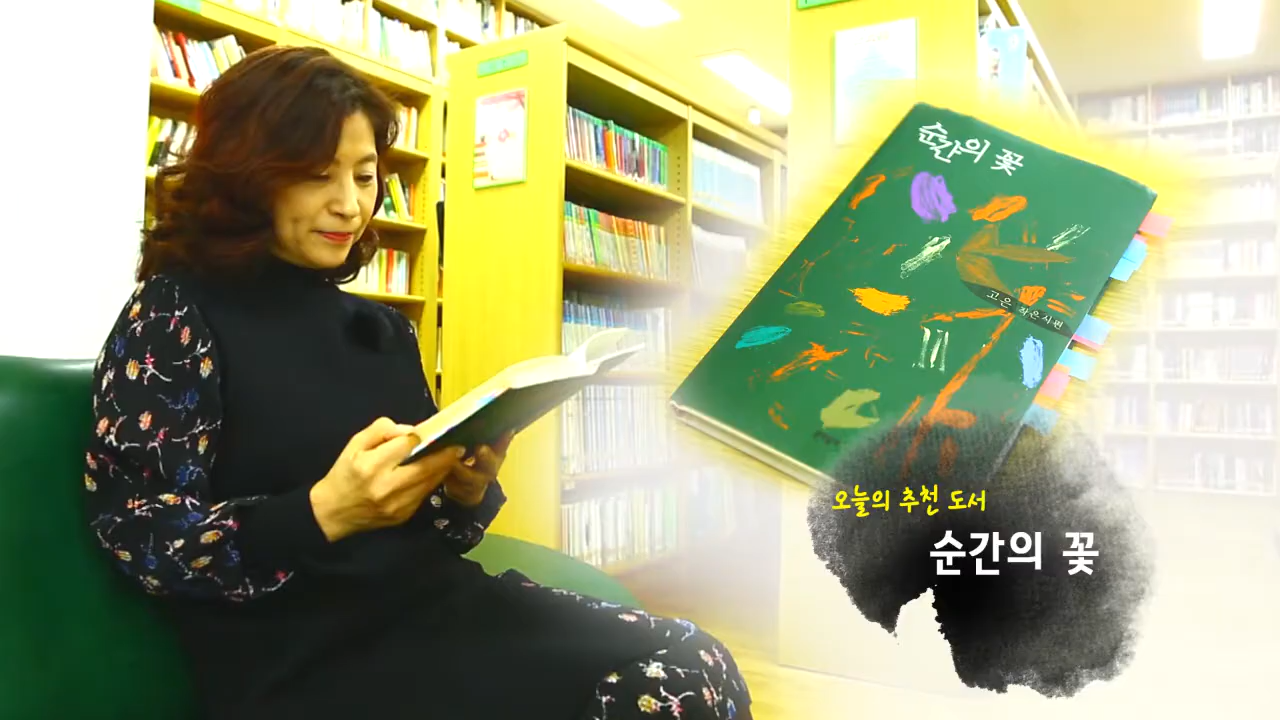 순간의 꽃
고은 작은시편
오늘의 추천 도서
순간의 꽃